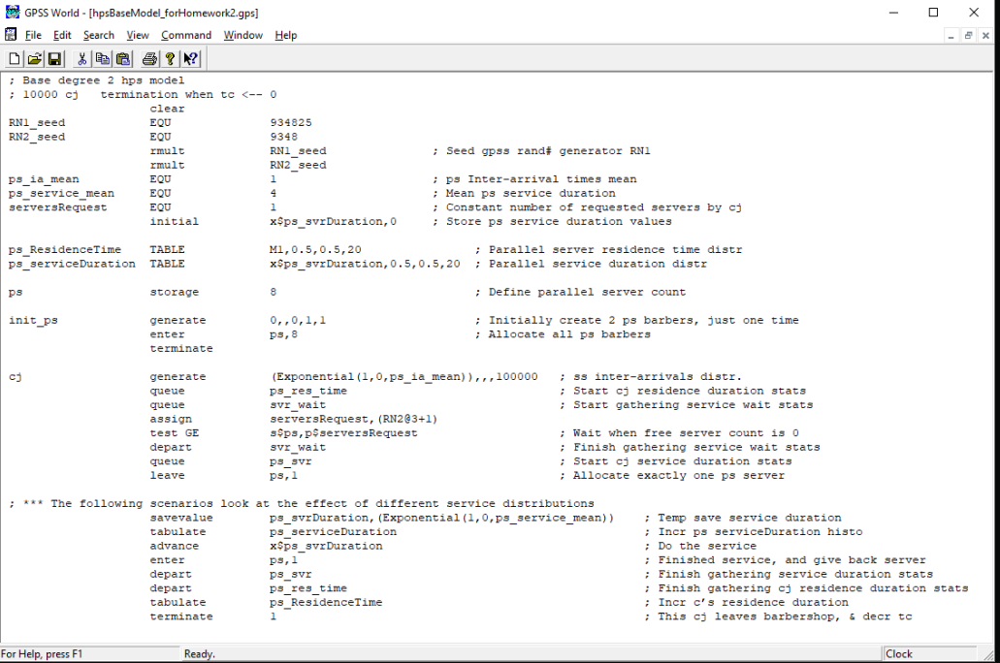 GPSS World - [hpsBaseModel_forHomework2.gps]
File Edit Search View Command Window Help
; Base degree 2 hps model
; 10000 cj termination when tc <-- 0
clear
RN1_seed EQU 934825
RN2_seed EQU 9348
rmult RN1_seed ; Seed gpss rand# generator RN1
rmult RN2_seed
ps_ia_mean EQU 1 ; ps Inter-arrival times mean
ps_service_mean EQU 4 ; Mean ps service duration
serversRequest EQU 1 ; Constant number of requested servers by cj
initial x$ps_svrDuration,0 ; Store ps service duration values
ps_ResidenceTime TABLE M1,0.5,0.5,20 ; Parallel server residence time distr
ps_serviceDuration TABLE x$ps_svrDuration,0.5,0.5,20 ; Parallel service duration distr
ps storage 8 ; Define parallel server count
init_ps generate 0,,0,1,1 ; Initially create 2 ps barbers, just one time
enter ps,8 ; Allocate all ps barbers
terminate
cj generate (Exponential(1,0,ps_ia_mean)),,,100000 ; ss inter-arrivals distr.
queue ps_res_time ; Start cj residence duration stats
queue svr_wait ; Start gathering service wait stats
assign serversRequest,(RN2@3+1)
test GE s$ps,p$serversRequest ; Wait when free server count is 0
depart svr_wait ; Finish gathering service wait stats
queue ps_svr ; Start cj service duration stats
leave ps,1 ; Allocate exactly one ps server
; *** The following scenarios look at the effect of different service distributions
savevalue ps_svrDuration,(Exponential(1,0,ps_service_mean)) ; Temp save service duration
tabulate ps_serviceDuration ; Incr ps serviceDuration histo
advance x$ps_svrDuration ; Do the service
enter ps,1 ; Finished service, and give back server
depart ps_svr ; Finish gathering service duration stats
depart ps_res_time ; Finish gathering cj residence duration stats
tabulate ps_ResidenceTime ; Incr c's residence duration
terminate 1 ; This cj leaves barbershop, & decr tc
For Help, press F1 Ready. Clock